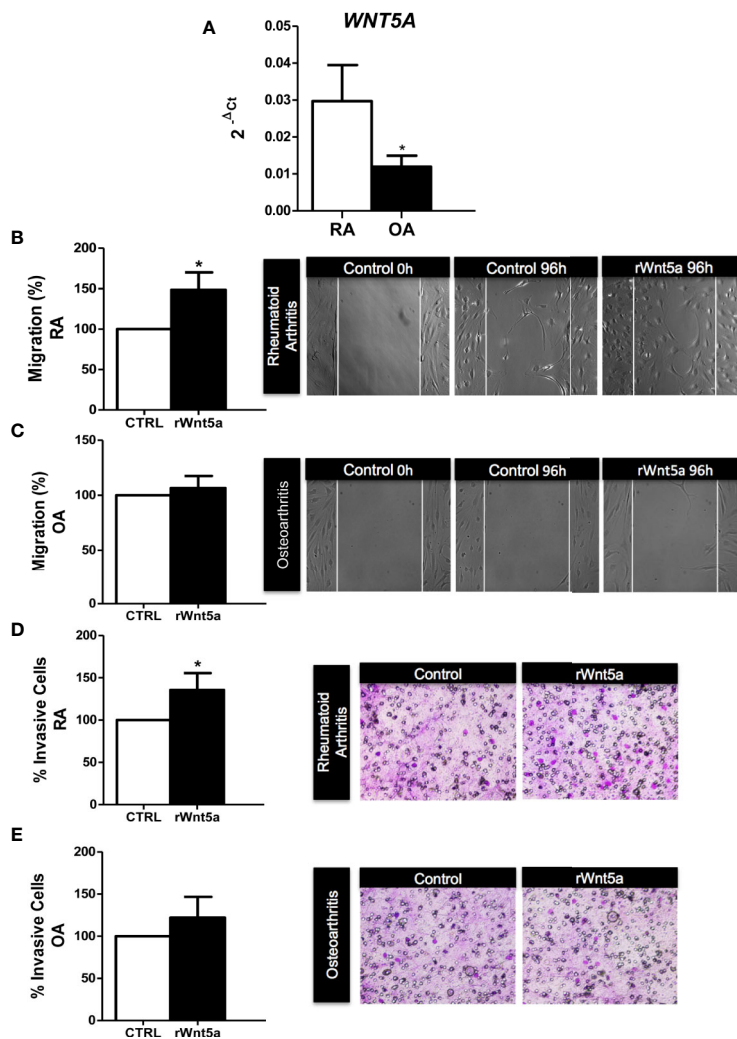 A
WNT5A
0.05
0.04
0.03
0.02
0.01
0.00
2 -ΔCt
*
RA
OA
B
200
150
100
50
0
Migration (%)
RA
*
CTRL
rWnt5a
Rheumatoid
Arthritis
Control 0h
Control 96h
rWnt5a 96h
C
150
100
50
0
Migration (%)
OA
CTRL
rWnt5a
Osteoarthritis
Control 0h
Control 96h
rWnt5a 96h
D
200
150
100
50
0
% Invasive Cells
RA
*
CTRL
rWnt5a
Rheumatoid
Arthritis
Control
rWnt5a
E
200
150
100
50
0
% Invasive Cells
OA
CTRL
rWnt5a
Osteoarthritis
Control
rWnt5a